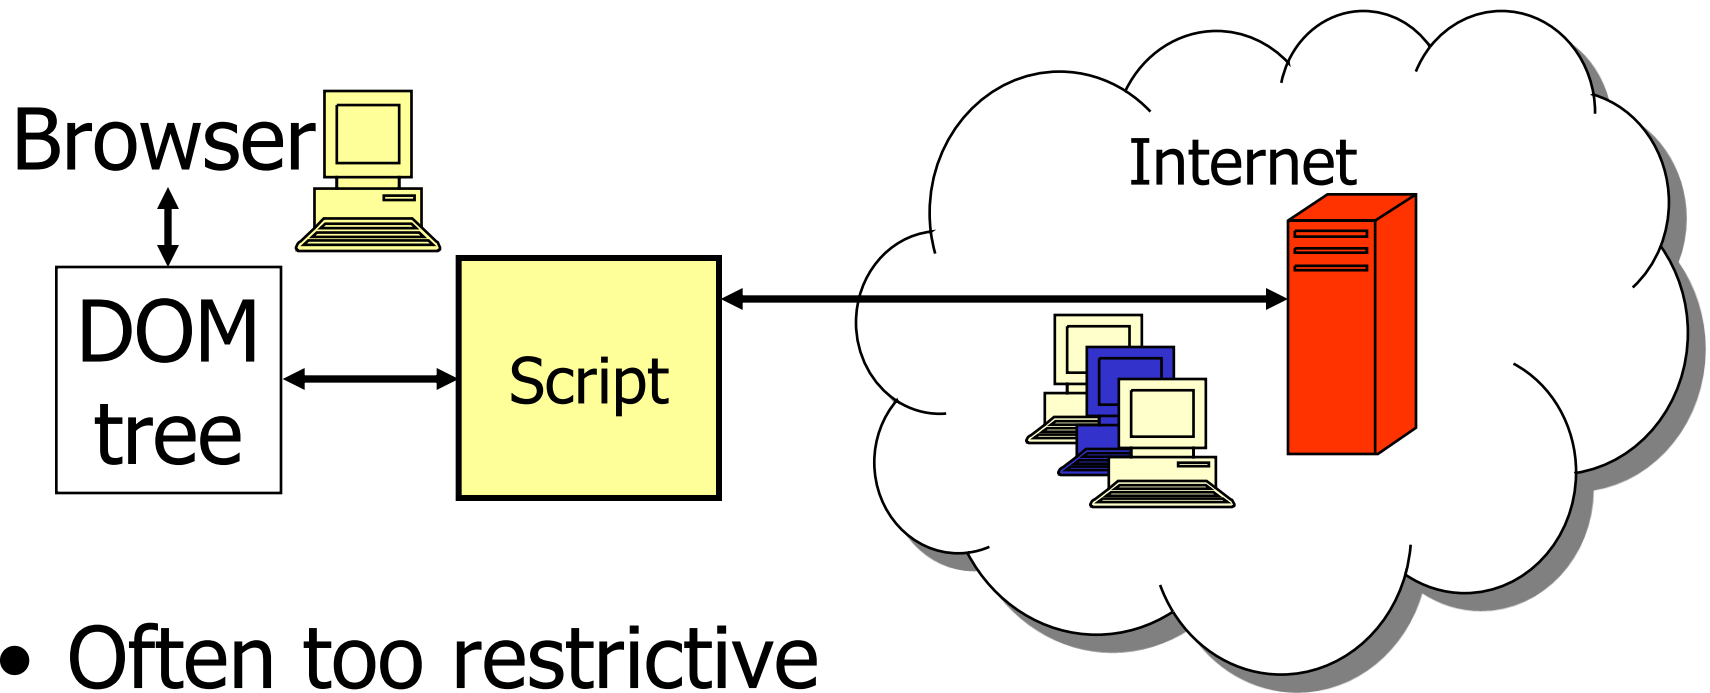 Browser
Internet
DOM
tree
Script
• Often too restrictive